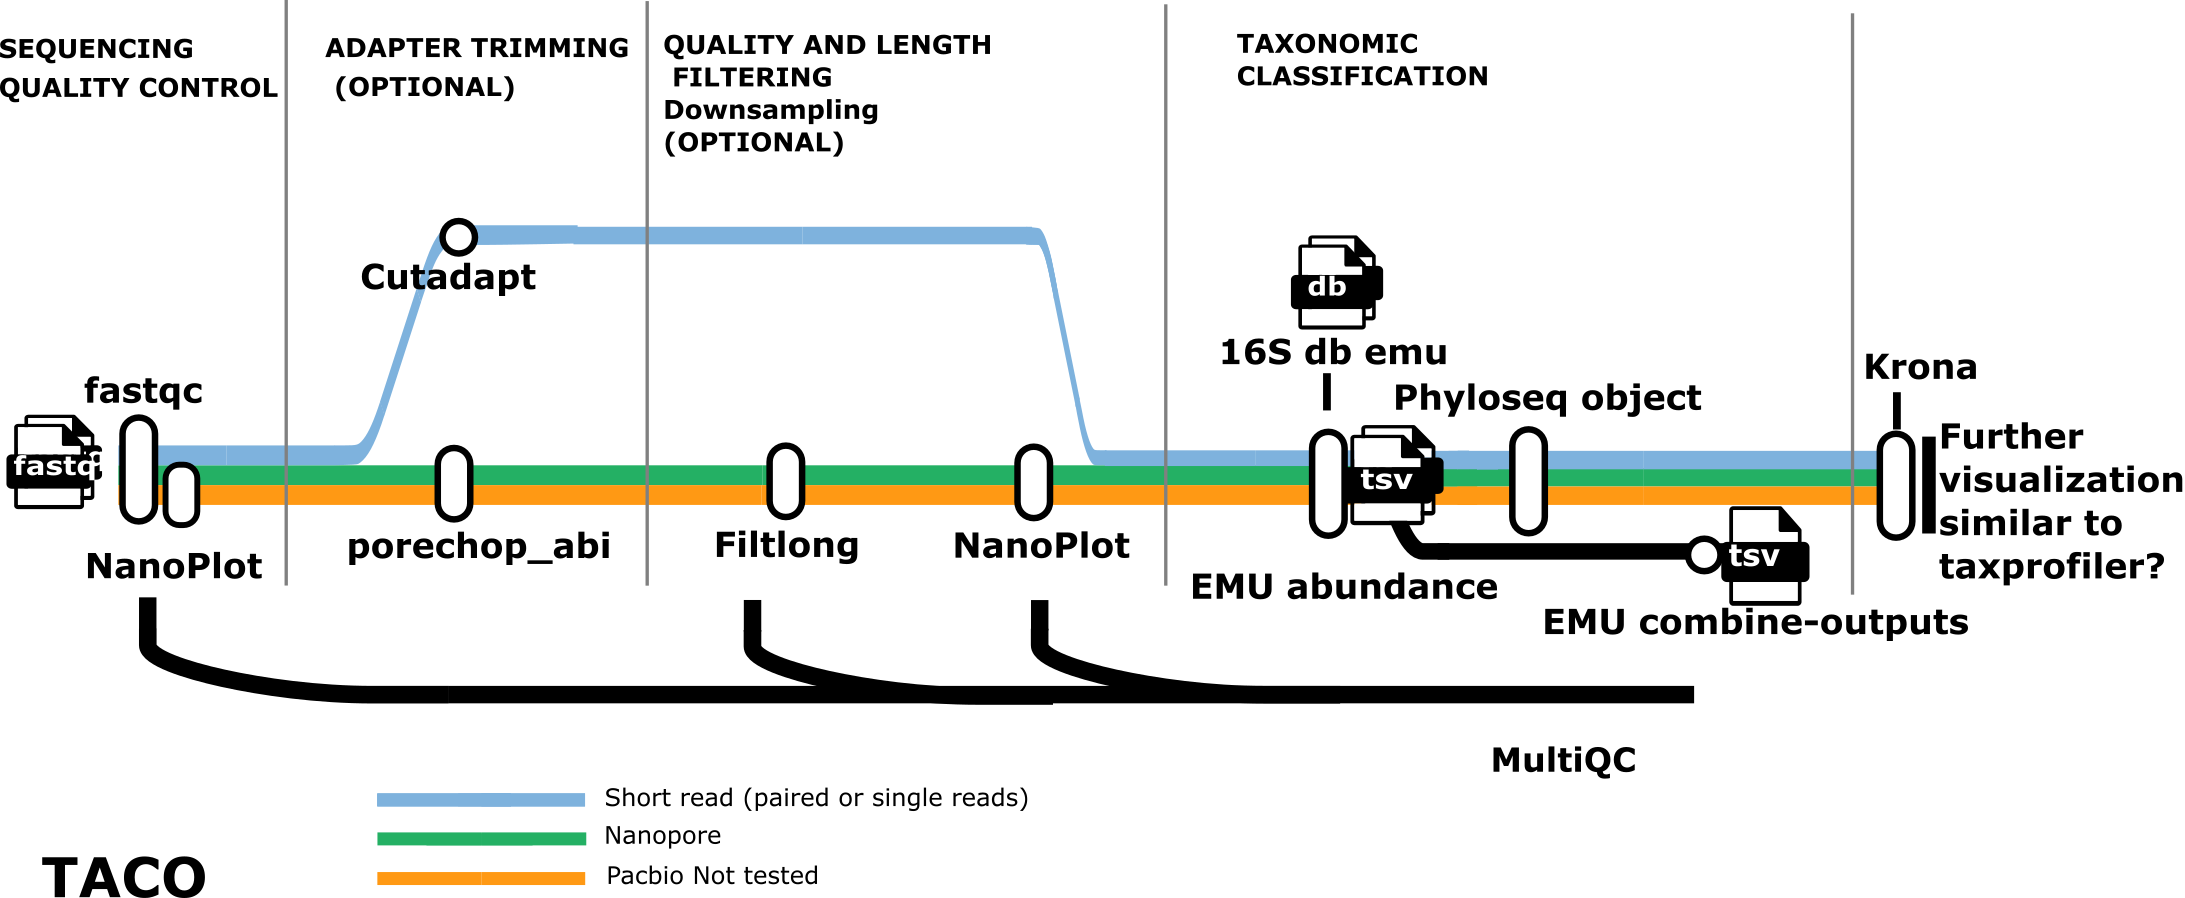 SEQUENCING
QUALITY CONTROL
ADAPTER TRIMMING
(OPTIONAL)
QUALITY AND LENGTH
FILTERING
Downsampling
(OPTIONAL)
TAXONOMIC
CLASSIFICATION
Cutadapt
db
16S db emu
fastqc
fastq
NanoPlot
porechop_abi
Filtlong
NanoPlot
Phyloseq object
tsv
EMU abundance
tsv
EMU combine-outputs
Krona
Further
visualization
similar to
taxprofiler?
MultiQC
Short read (paired or single reads)
Nanopore
Pacbio Not tested
TACO